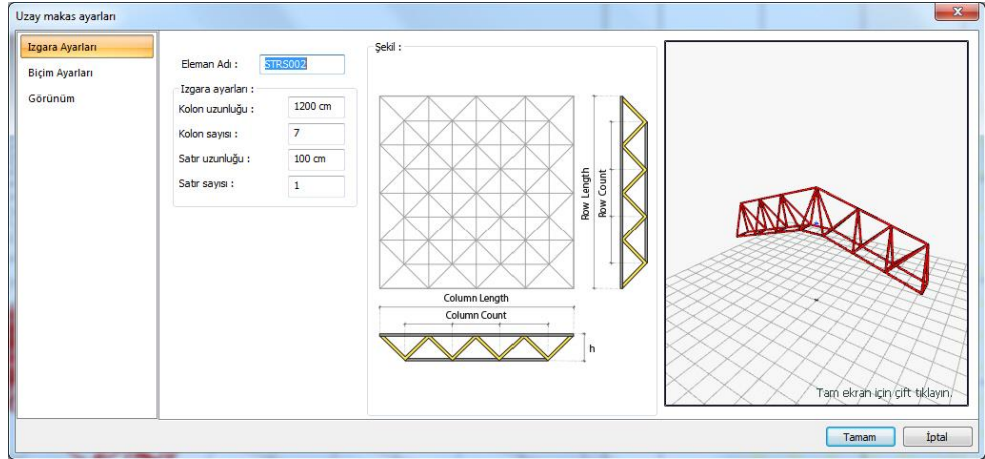 Uzay makas ayarları
Izgara Ayarları
Biçim Ayarları
Görünüm
Eleman Adı : STRS002
Izgara ayarları :
Kolon uzunluğu : 1200 cm
Kolon sayısı : 7
Satır uzunluğu : 100 cm
Satır sayısı : 1
Şekil :
Row Length
Row Count
Column Length
Column Count
h
Tam ekran için çift tıklayın.
Tamam
İptal